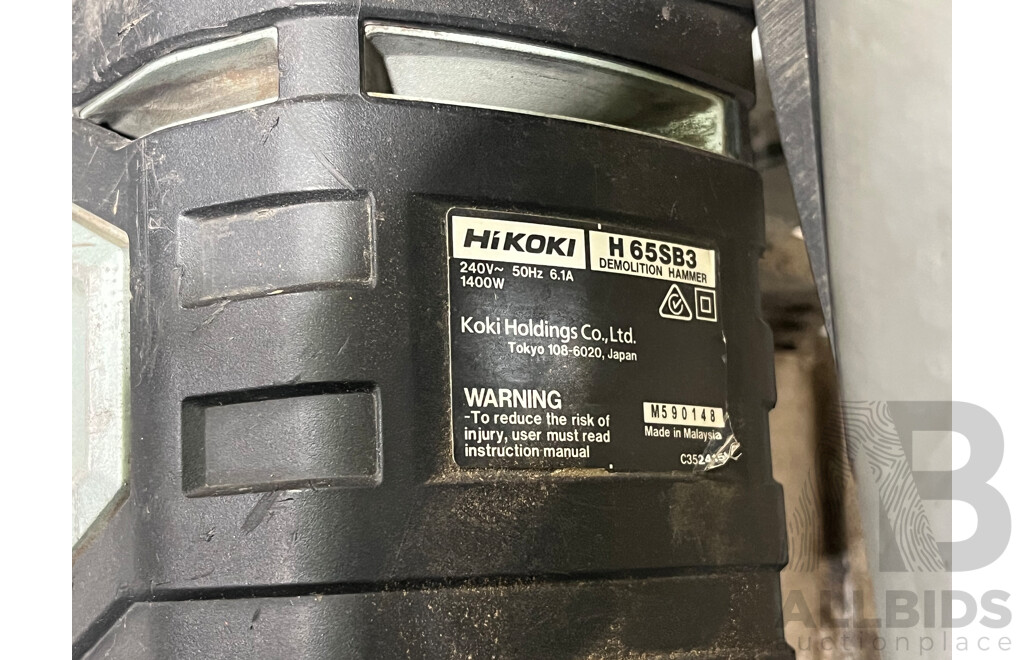 HiKOKI
H 65SB3
DEMOLITION HAMMER
240V~ 50Hz 6.1A
1400W
Koki Holdings Co.,Ltd.
Tokyo 108-6020, Japan
WARNING
-To reduce the risk of
injury, user must read
instruction manual
M590148
Made in Malaysia
AB
ALLBIDS
auctionplace